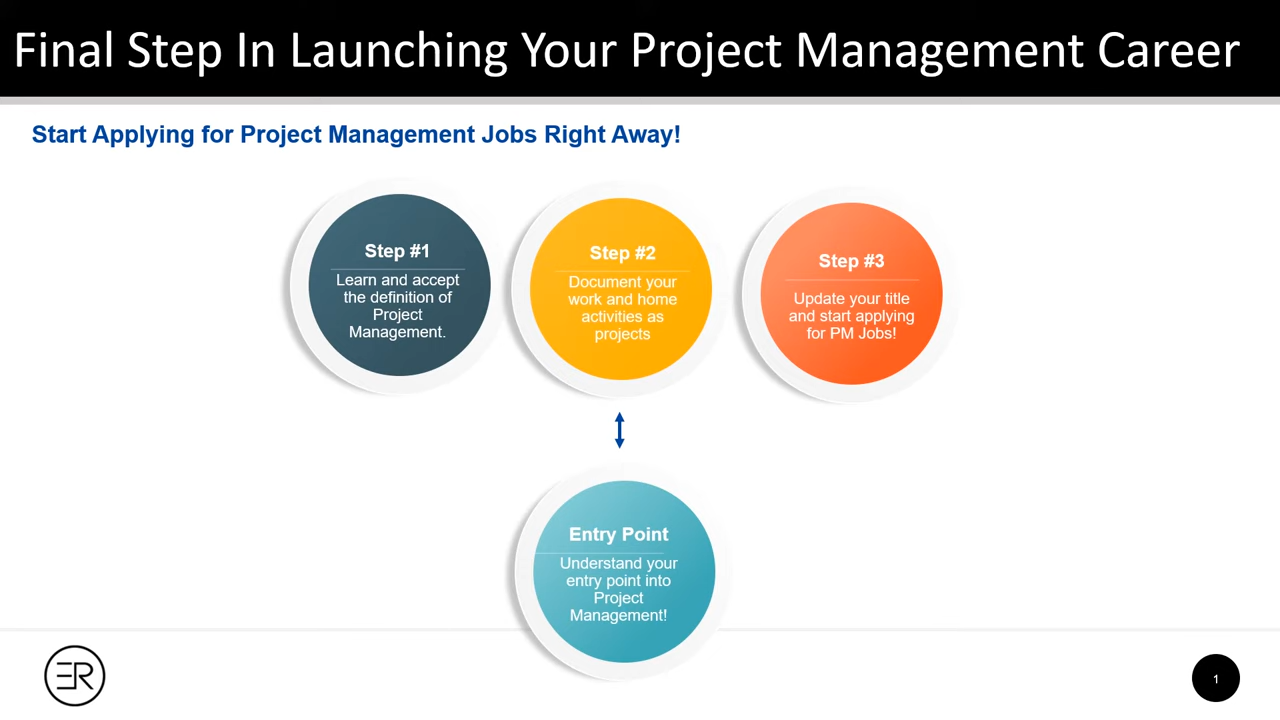 Final Step In Launching Your Project Management Career
Start Applying for Project Management Jobs Right Away!
Step #1
Learn and accept
the definition of
Project
Management.
Step #2
Document your
work and home
activities as
projects
Step #3
Update your title
and start applying
for PM Jobs!
Entry Point
Understand your
entry point into
Project
Management!
ER
1